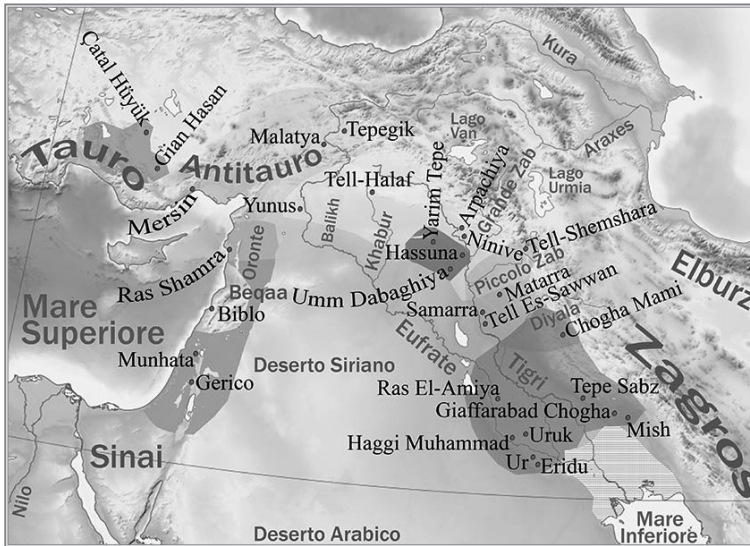 Çatal Hüyük
Gian Hasan
Kura
Araxes
Tauro
Antitauro
Malatya
Tepegik
Lago
Van
Lago
Urmia
Mersin
Yunus
Tell-Halaf
Balikh
Khabur
Yarim Tepe
Arpachiya
Grande Zab
Ninive
Tell-Shemshara
Hassuna
Piccolo Zab
Elburz
Ras Shamra
Oronte
Beqaa
Umm Dabaghiya
Matarra
Samarra
Tell Es-Sawwan
Diyala
Chogha Mami
Mare
Superiore
Biblo
Eufrate
Zagros
Munhata
Gerico
Deserto Siriano
Tigri
Ras El-Amiya
Tepe Sabz
Giaffarabad Chogha
Mish
Haggi Muhammad
Uruk
Ur
Eridu
Sinai
Nilo
Deserto Arabico
Mare
Inferiore